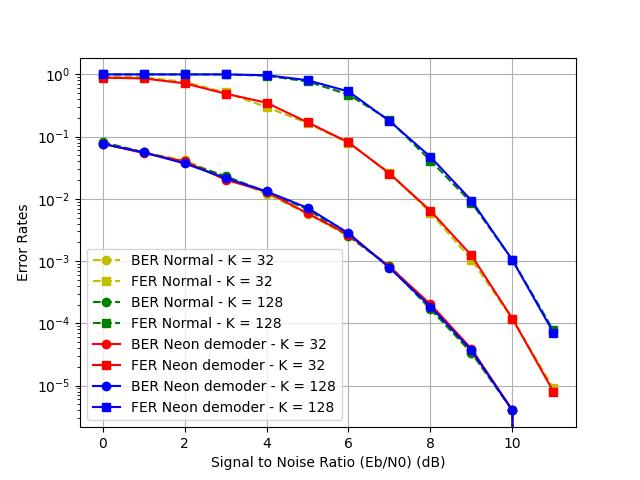 10⁰
10⁻¹
10⁻²
10⁻³
10⁻⁴
10⁻⁵
Error Rates
BER Normal - K = 32
FER Normal - K = 32
BER Normal - K = 128
FER Normal - K = 128
BER Neon demoder - K = 32
FER Neon demoder - K = 32
BER Neon demoder - K = 128
FER Neon demoder - K = 128
0 2 4 6 8 10
Signal to Noise Ratio (Eb/N0) (dB)